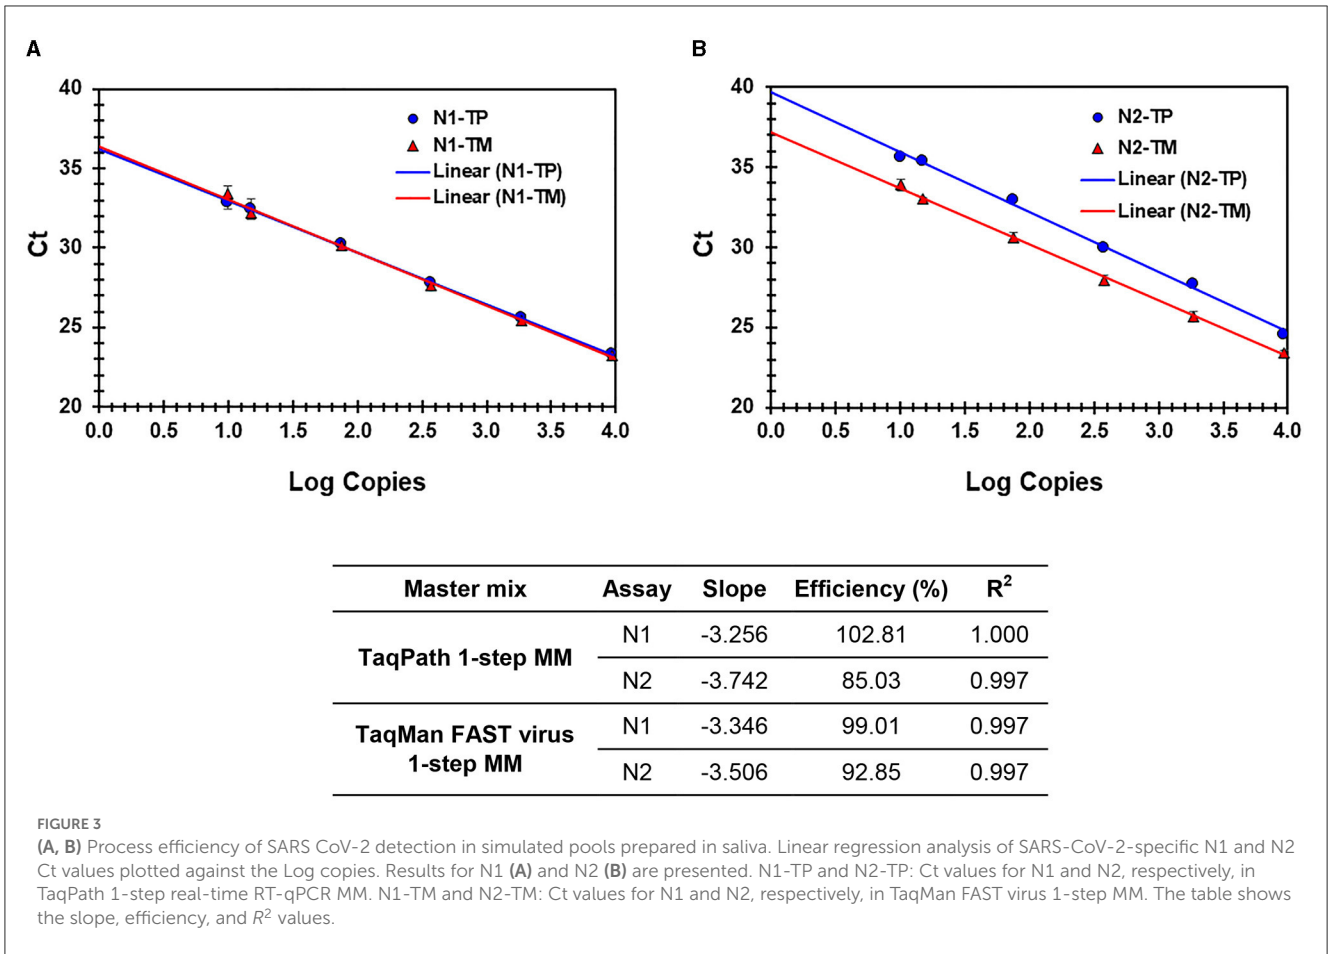 A
40
35
30
25
20
Ct
N1-TP
N1-TM
Linear (N1-TP)
Linear (N1-TM)
0.0 0.5 1.0 1.5 2.0 2.5 3.0 3.5 4.0
Log Copies
B
40
35
30
25
20
Ct
N2-TP
N2-TM
Linear (N2-TP)
Linear (N2-TM)
0.0 0.5 1.0 1.5 2.0 2.5 3.0 3.5 4.0
Log Copies
Master mix Assay Slope Efficiency (%) R²
TaqPath 1-step MM
N1 -3.256 102.81 1.000
N2 -3.742 85.03 0.997
TaqMan FAST virus
1-step MM
N1 -3.346 99.01 0.997
N2 -3.506 92.85 0.997
FIGURE 3
(A, B) Process efficiency of SARS CoV-2 detection in simulated pools prepared in saliva. Linear regression analysis of SARS-CoV-2-specific N1 and N2
Ct values plotted against the Log copies. Results for N1 (A) and N2 (B) are presented. N1-TP and N2-TP: Ct values for N1 and N2, respectively, in
TaqPath 1-step real-time RT-qPCR MM. N1-TM and N2-TM: Ct values for N1 and N2, respectively, in TaqMan FAST virus 1-step MM. The table shows
the slope, efficiency, and R² values.